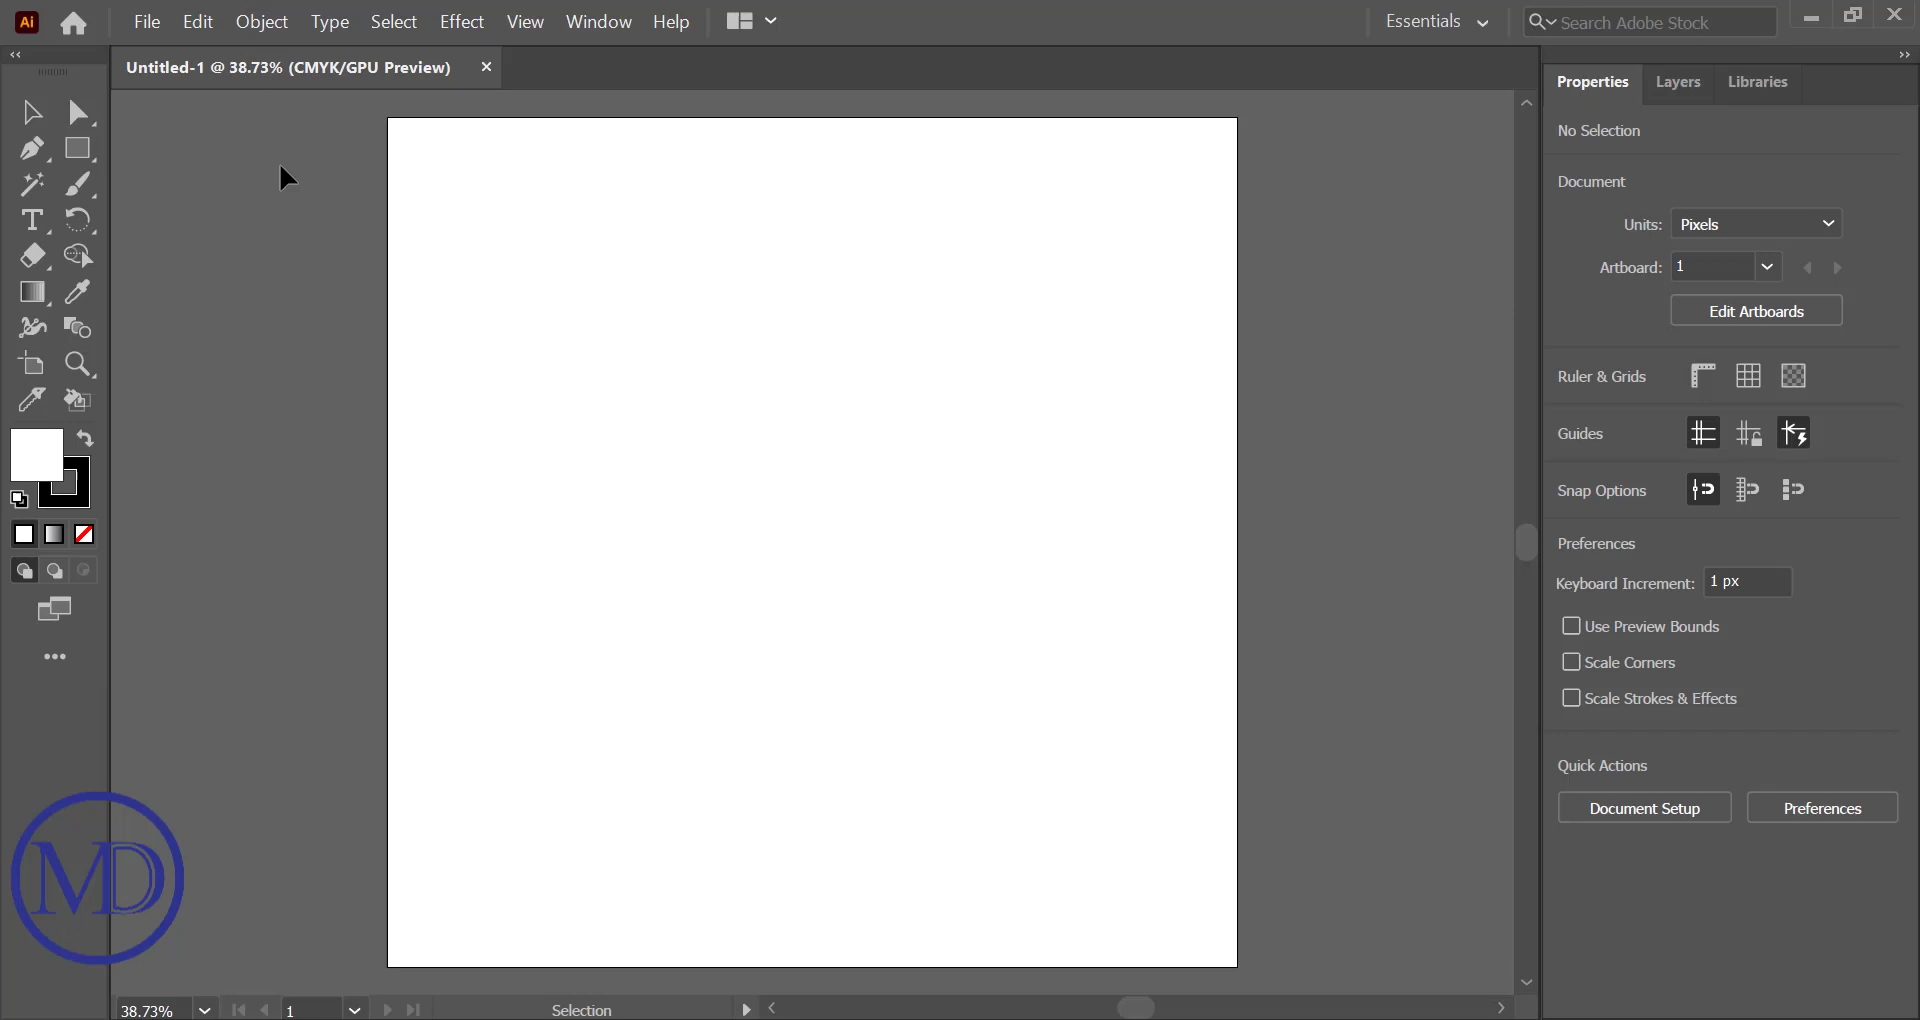 Ai File Edit Object Type Select Effect View Window Help Essentials Search Adobe Stock
Untitled-1 @ 38.73% (CMYK/GPU Preview)
Properties Layers Libraries
No Selection
Document
Units: Pixels
Artboard: 1
Edit Artboards
Ruler & Grids
Guides
Snap Options
Preferences
Keyboard Increment: 1 px
Use Preview Bounds
Scale Corners
Scale Strokes & Effects
Quick Actions
Document Setup Preferences
MD
38.73% 1 Selection